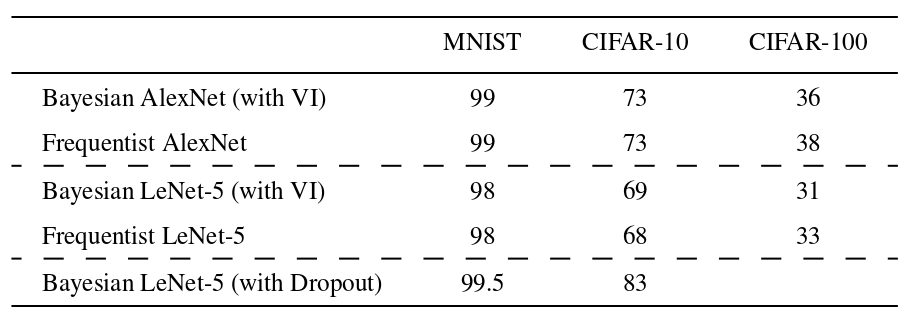 MNIST CIFAR-10 CIFAR-100
Bayesian AlexNet (with VI) 99 73 36
Frequentist AlexNet 99 73 38
Bayesian LeNet-5 (with VI) 98 69 31
Frequentist LeNet-5 98 68 33
Bayesian LeNet-5 (with Dropout) 99.5 83